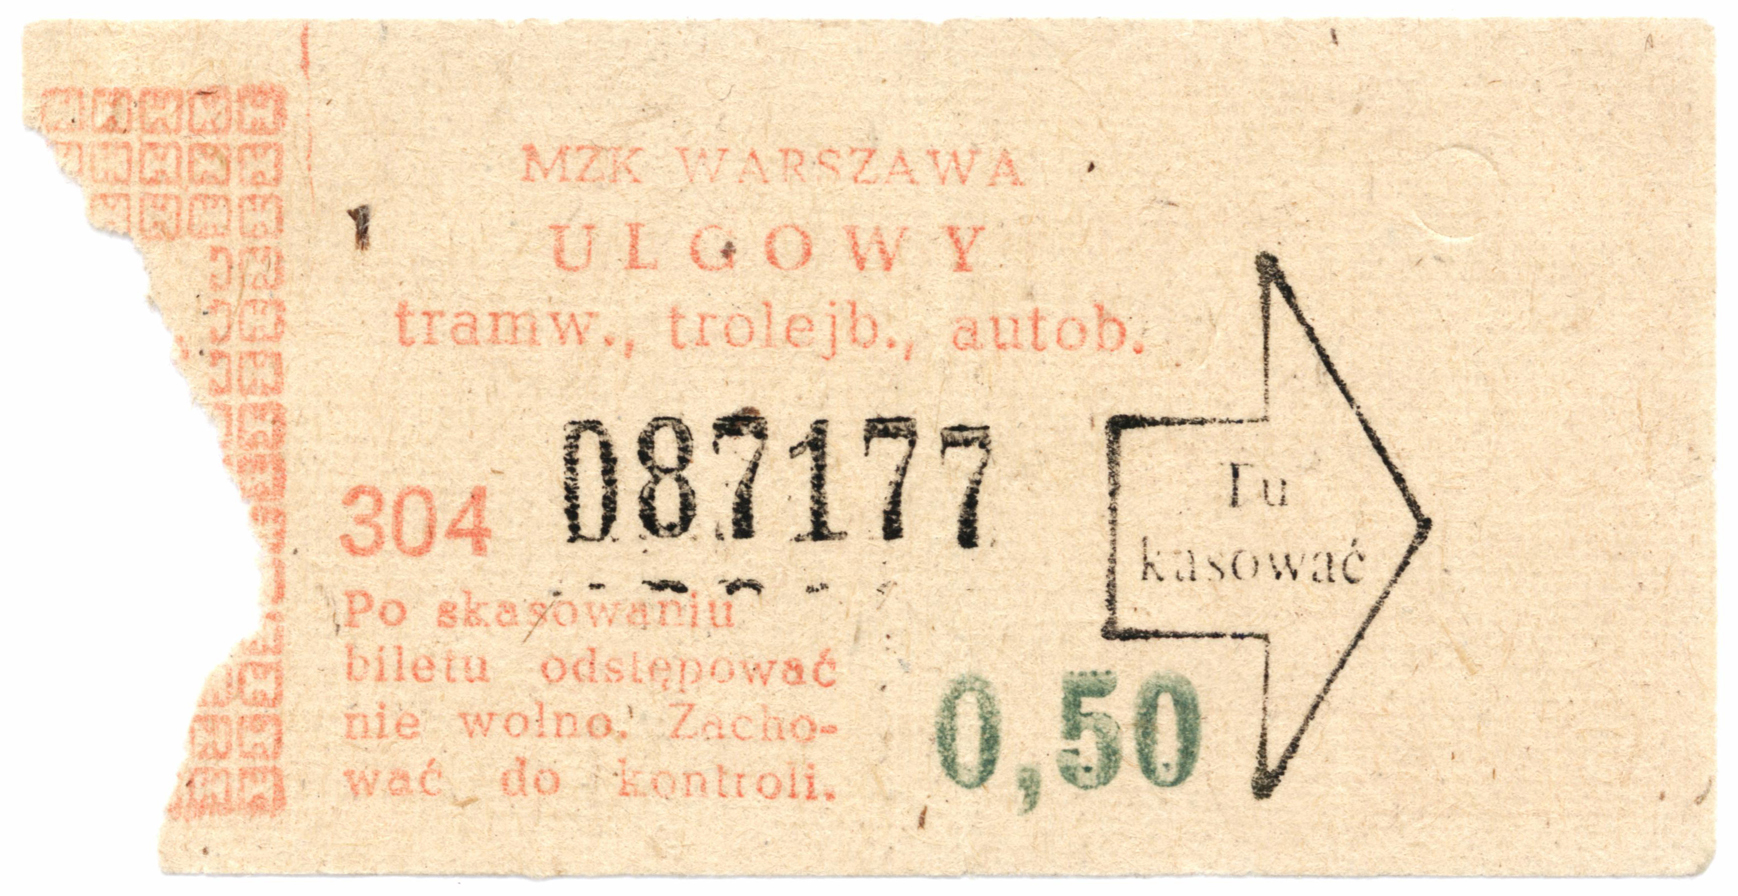 MZK WARSZAWA
ULGOWY
tramw., trolejb., autob.
304 087177
Po skasowaniu
biletu odstępować
nie wolno. Zacho-
wać do kontroli.
0,50
Tu
kasować